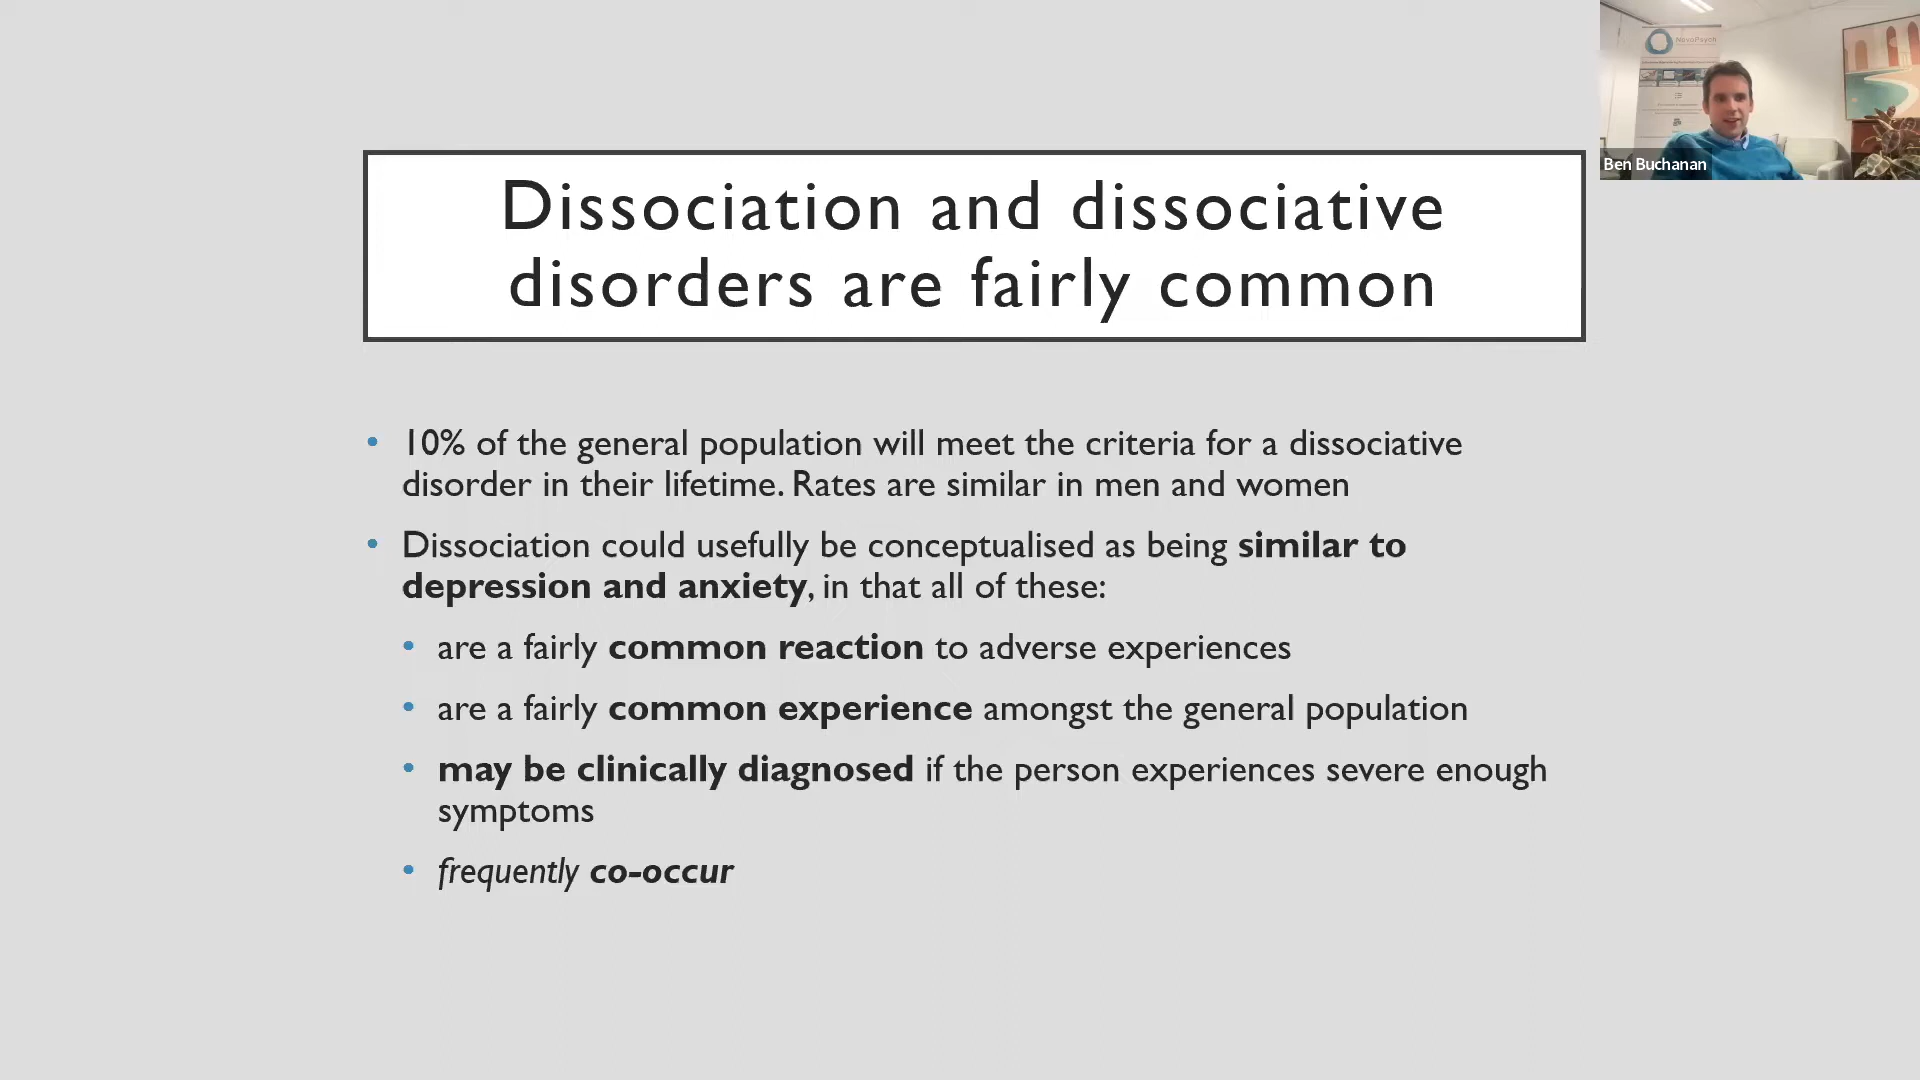 Dissociation and dissociative
disorders are fairly common
• 10% of the general population will meet the criteria for a dissociative
disorder in their lifetime. Rates are similar in men and women
• Dissociation could usefully be conceptualised as being similar to
depression and anxiety, in that all of these:
• are a fairly common reaction to adverse experiences
• are a fairly common experience amongst the general population
• may be clinically diagnosed if the person experiences severe enough
symptoms
• frequently co-occur
NovoPsych
Ben Buchanan